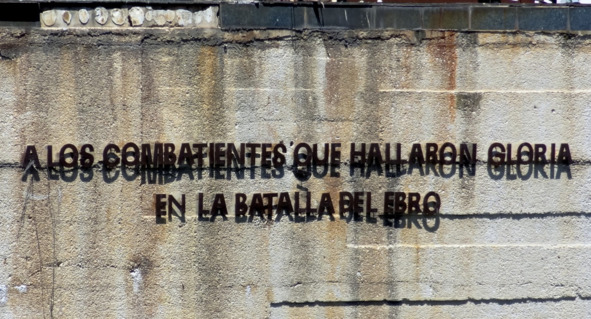 A LOS COMBATIENTES QUE HALLARON GLORIA
EN LA BATALLA DEL EBRO